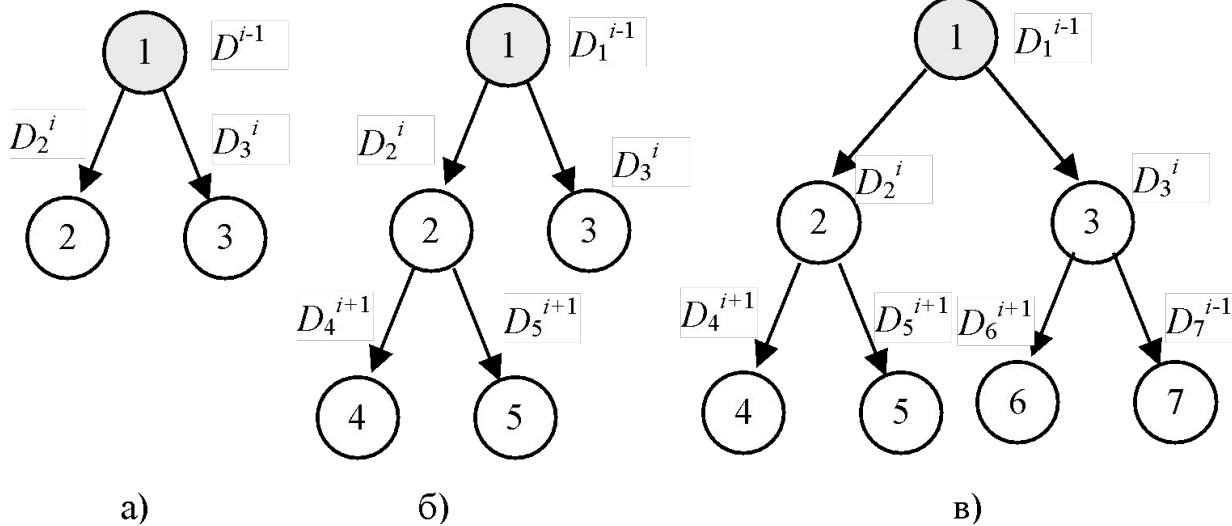 1 D^{i-1}
D_2^i D_3^i
2 3
а)
1 D_1^{i-1}
D_2^i D_3^i
2 3
D_4^{i+1} D_5^{i+1}
4 5
б)
1 D_1^{i-1}
D_2^i D_3^i
2 3
D_4^{i+1} D_5^{i+1} D_6^{i+1} D_7^{i-1}
4 5 6 7
в)